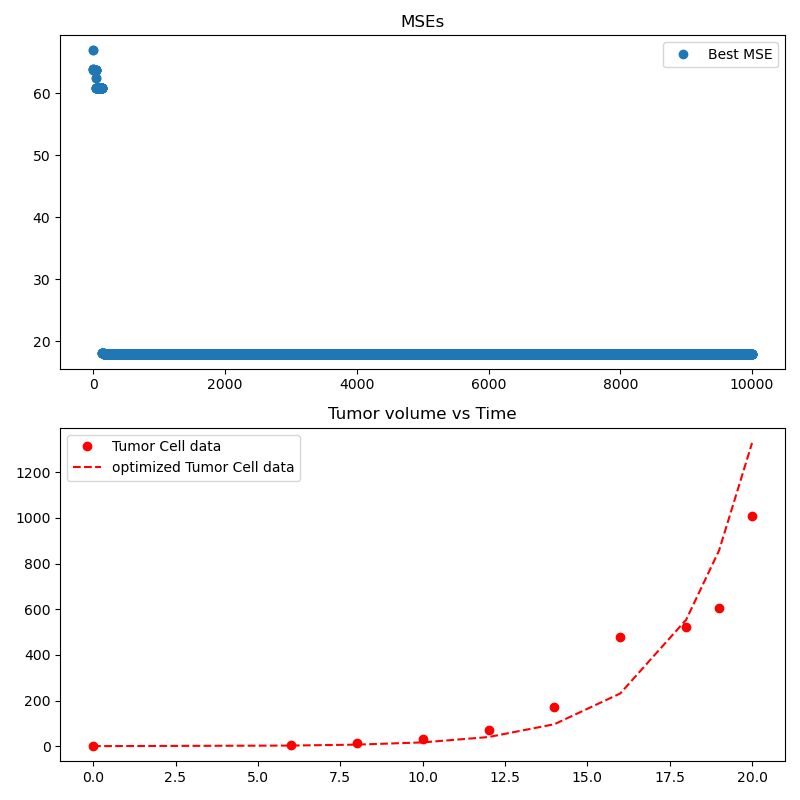 MSEs
Best MSE
60
50
40
30
20
0 2000 4000 6000 8000 10000
Tumor volume vs Time
Tumor Cell data
optimized Tumor Cell data
1200
1000
800
600
400
200
0
0.0 2.5 5.0 7.5 10.0 12.5 15.0 17.5 20.0